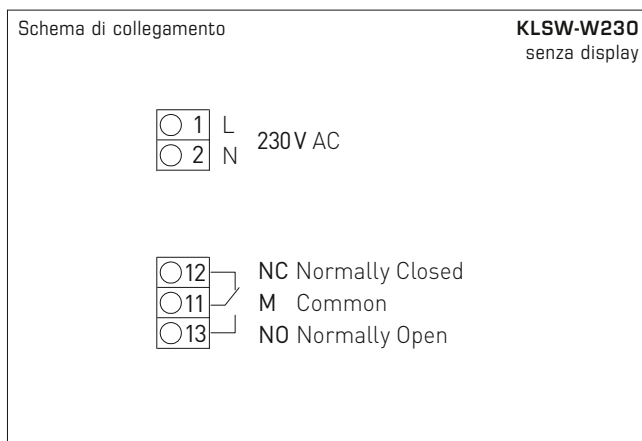 Schema di collegamento KLSW-W230
senza display
1 L
230 V AC
2 N
12 NC Normally Closed
11 M Common
13 NO Normally Open